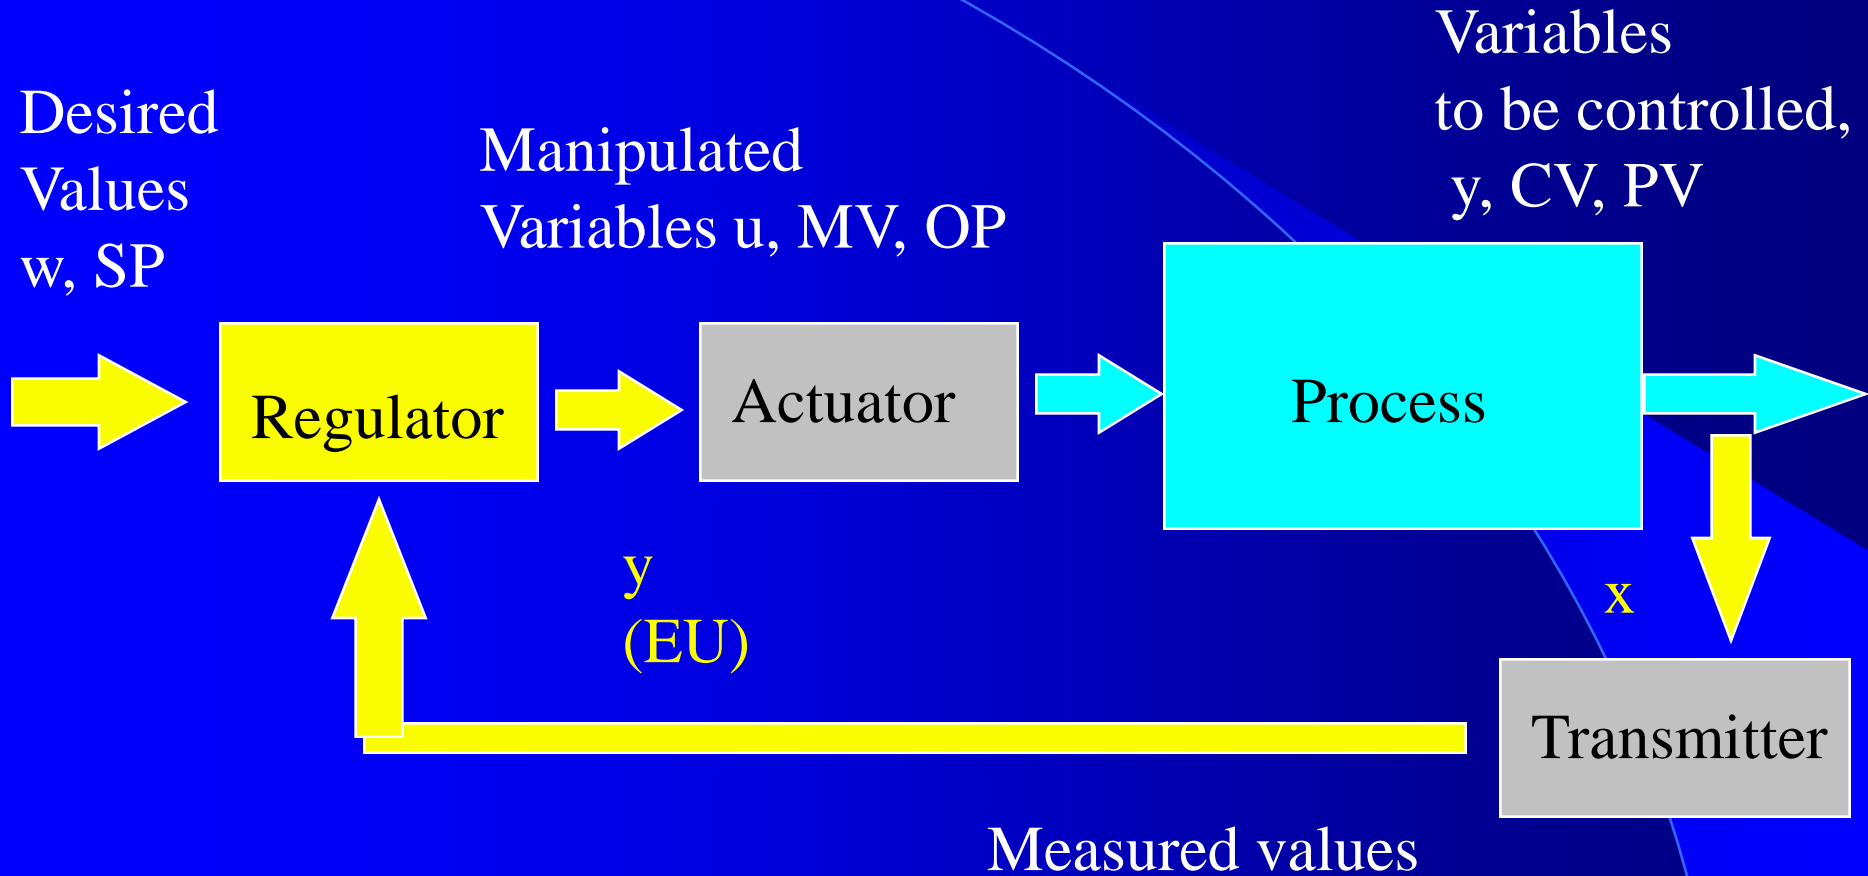 Desired
Values
w, SP
Manipulated
Variables u, MV, OP
Variables
to be controlled,
y, CV, PV
Regulator
Actuator
Process
y
(EU)
x
Transmitter
Measured values